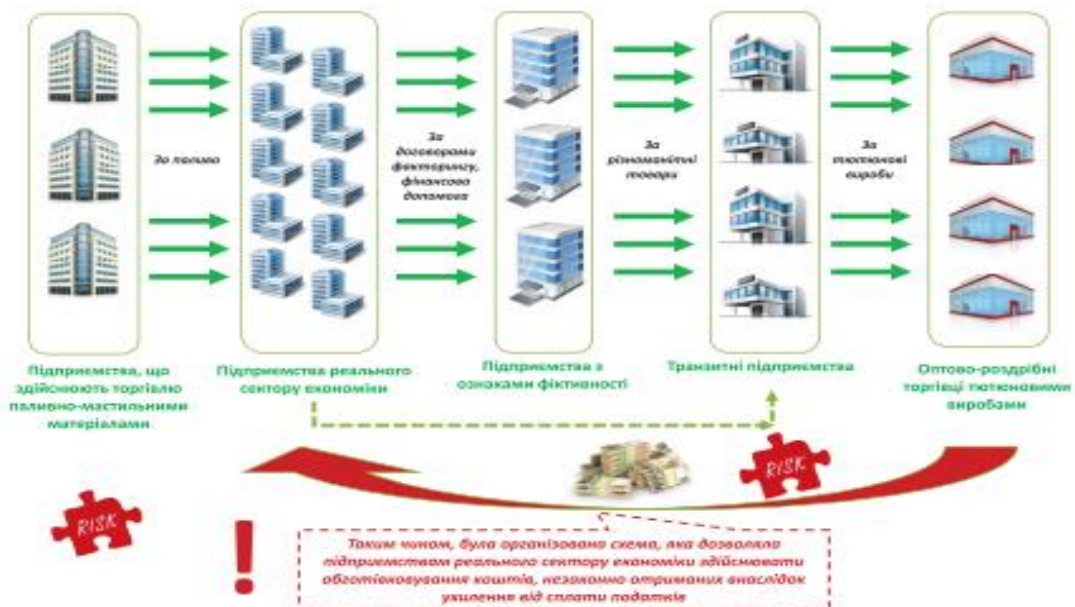 За паливо
За
договорами
факторингу,
фінансова
допомога
За
різноманітні
товари
За
тютюнові
вироби
Підприємства, що
здійснюють торгівлю
паливно-мастильними
матеріалами
Підприємства реального
сектору економіки
Підприємства з
ознаками фіктивності
Транзитні підприємства
Оптово-роздрібні
торгівці тютюновими
виробами
RISK
RISK
!
Таким чином, була організована схема, яка дозволяла
підприємствам реального сектору економіки здійснювати
обготівковування коштів, незаконно отриманих внаслідок
ухилення від сплати податків